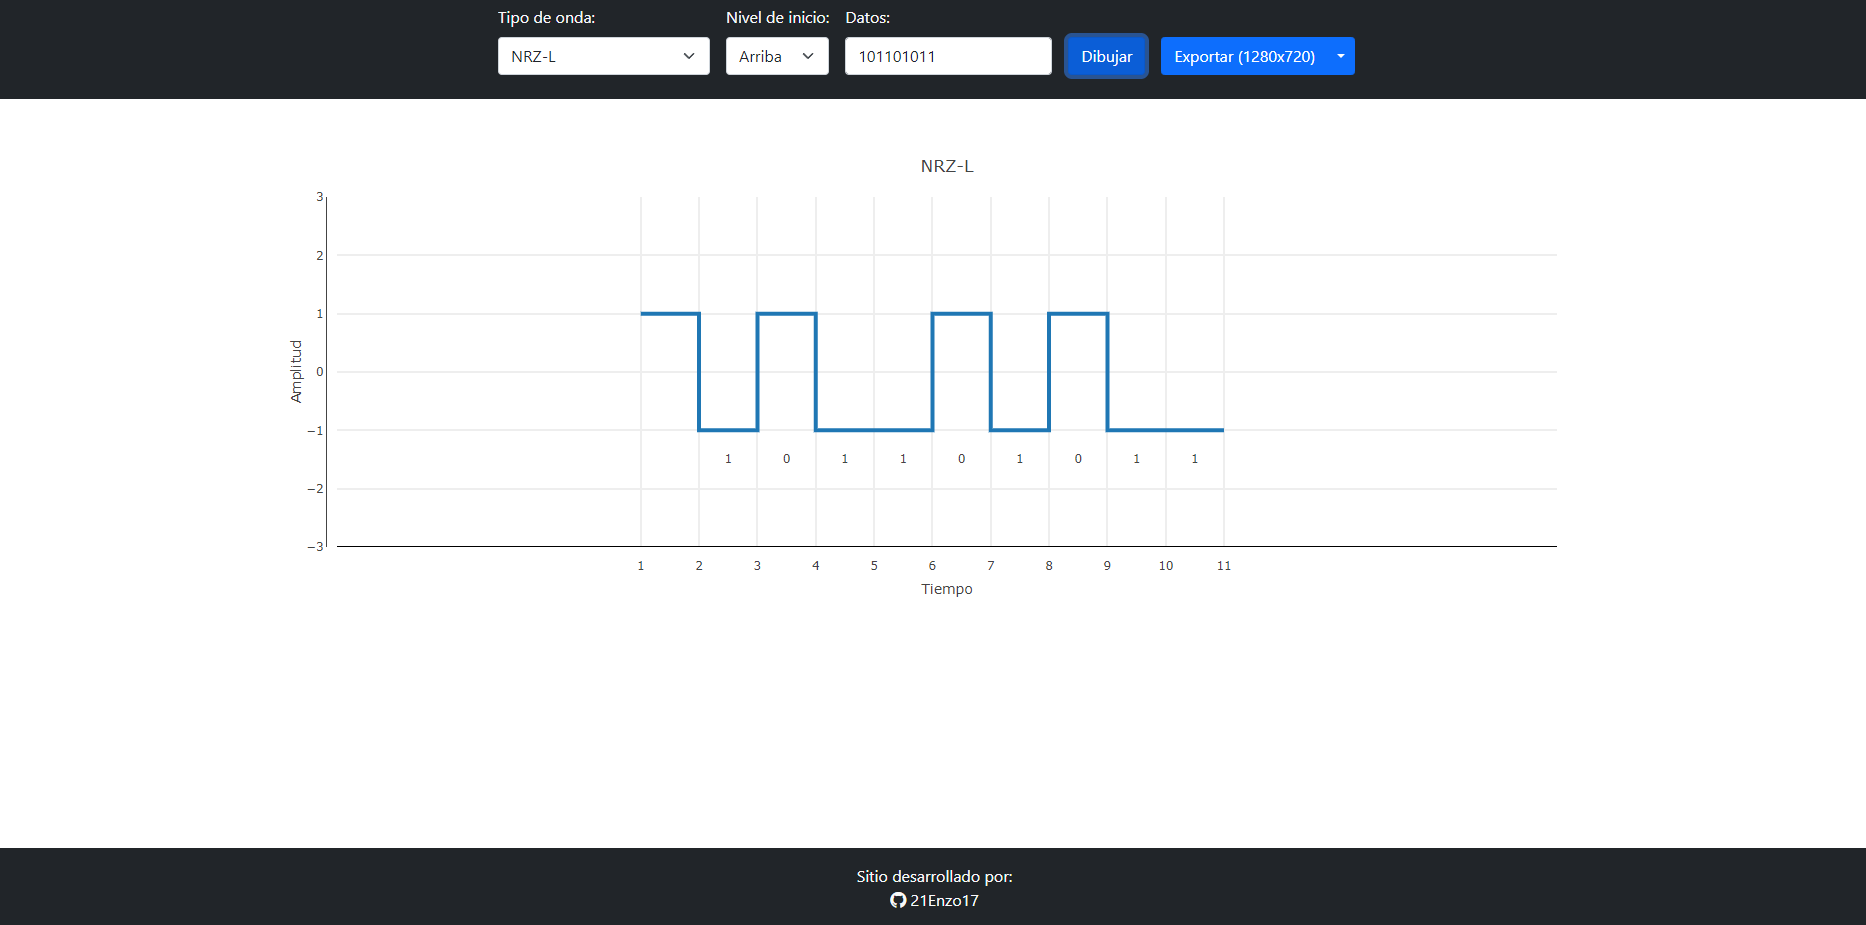 Tipo de onda: Nivel de inicio: Datos:
NRZ-L Arriba 101101011 Dibujar Exportar (1280x720)
NRZ-L
3
2
1
0
−1
−2
−3
Amplitud
1 0 1 1 0 1 0 1 1
1 2 3 4 5 6 7 8 9 10 11
Tiempo
Sitio desarrollado por:
21Enzo17